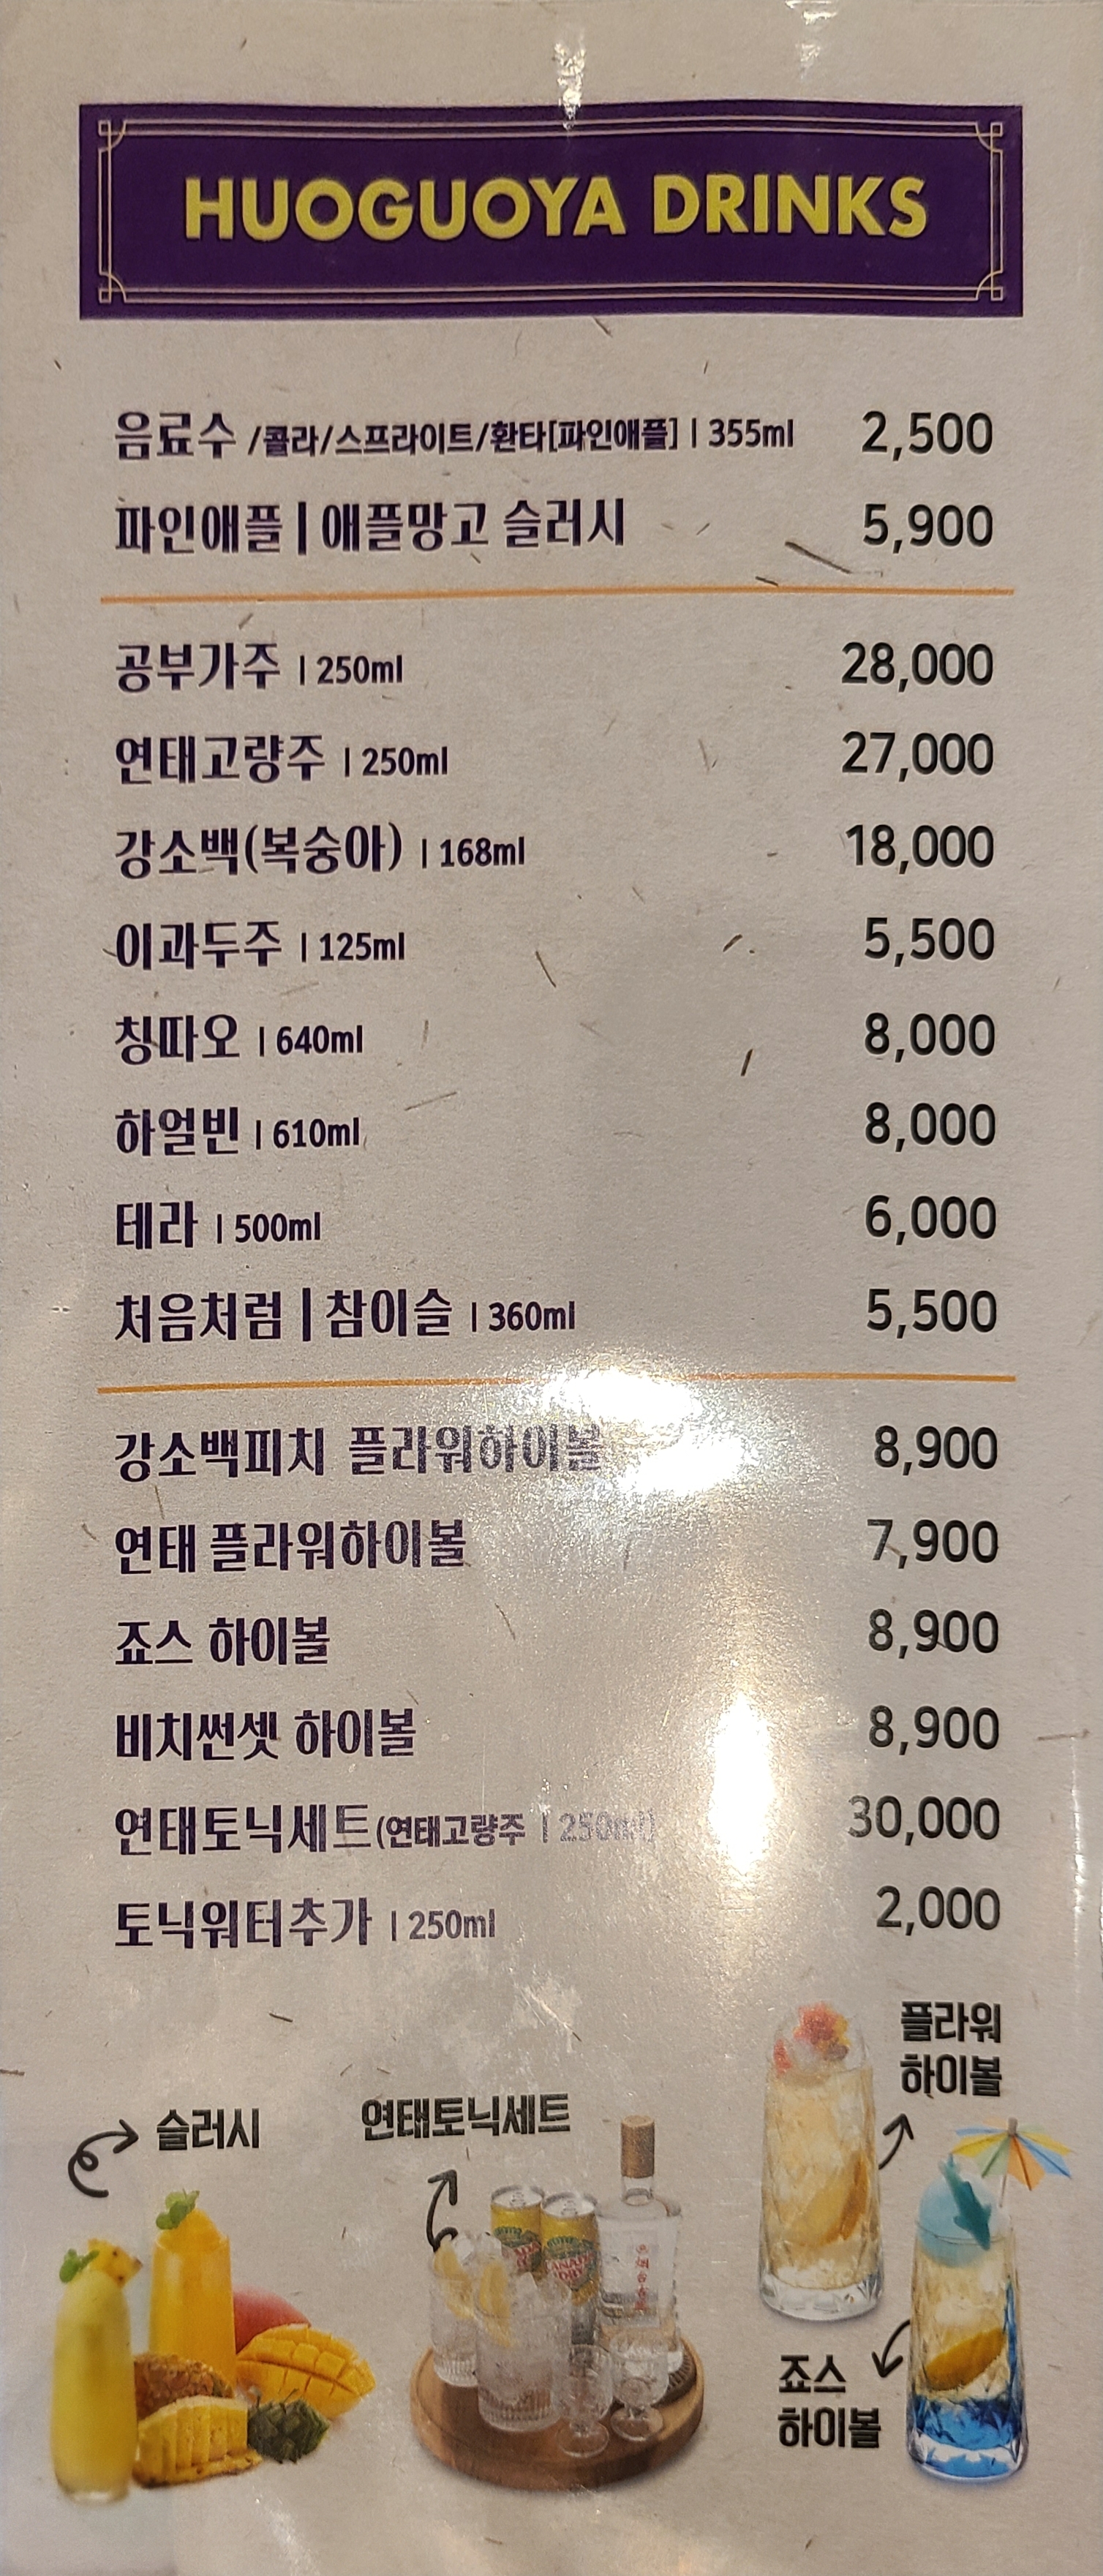 HUOGUOYA DRINKS
음료수 /콜라/스프라이트/환타[파인애플] | 355ml 2,500
파인애플 | 애플망고 슬러시 5,900
공부가주 | 250ml 28,000
연태고량주 | 250ml 27,000
강소백(복숭아) | 168ml 18,000
이과두주 | 125ml 5,500
칭따오 | 640ml 8,000
하얼빈 | 610ml 8,000
테라 | 500ml 6,000
처음처럼 | 참이슬 | 360ml 5,500
강소백피치 플라워하이볼 8,900
연태 플라워하이볼 7,900
죠스 하이볼 8,900
비치썬셋 하이볼 8,900
연태토닉세트(연태고량주 | 250ml) 30,000
토닉워터추가 | 250ml 2,000
플라워
하이볼
슬러시
연태토닉세트
CANADA
DRY
죠스
하이볼